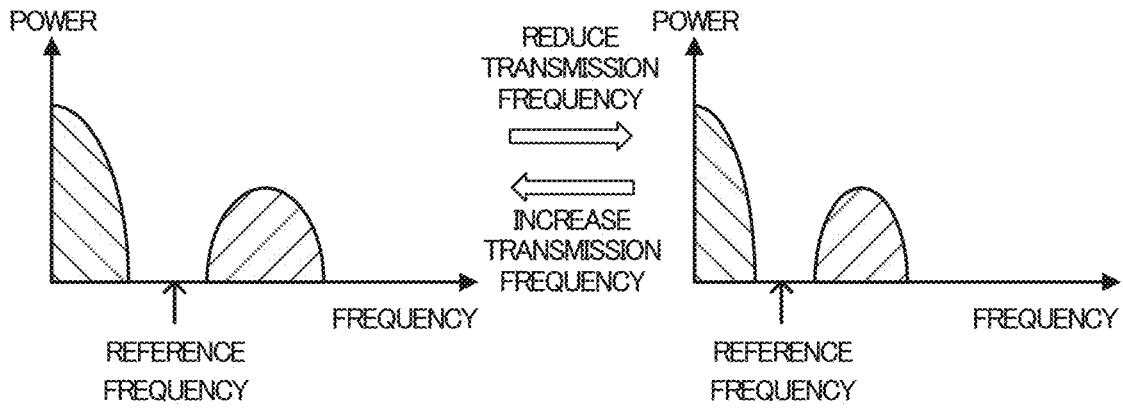 POWER
REDUCE
TRANSMISSION
FREQUENCY
INCREASE
TRANSMISSION
FREQUENCY
POWER
FREQUENCY
REFERENCE
FREQUENCY
FREQUENCY
REFERENCE
FREQUENCY